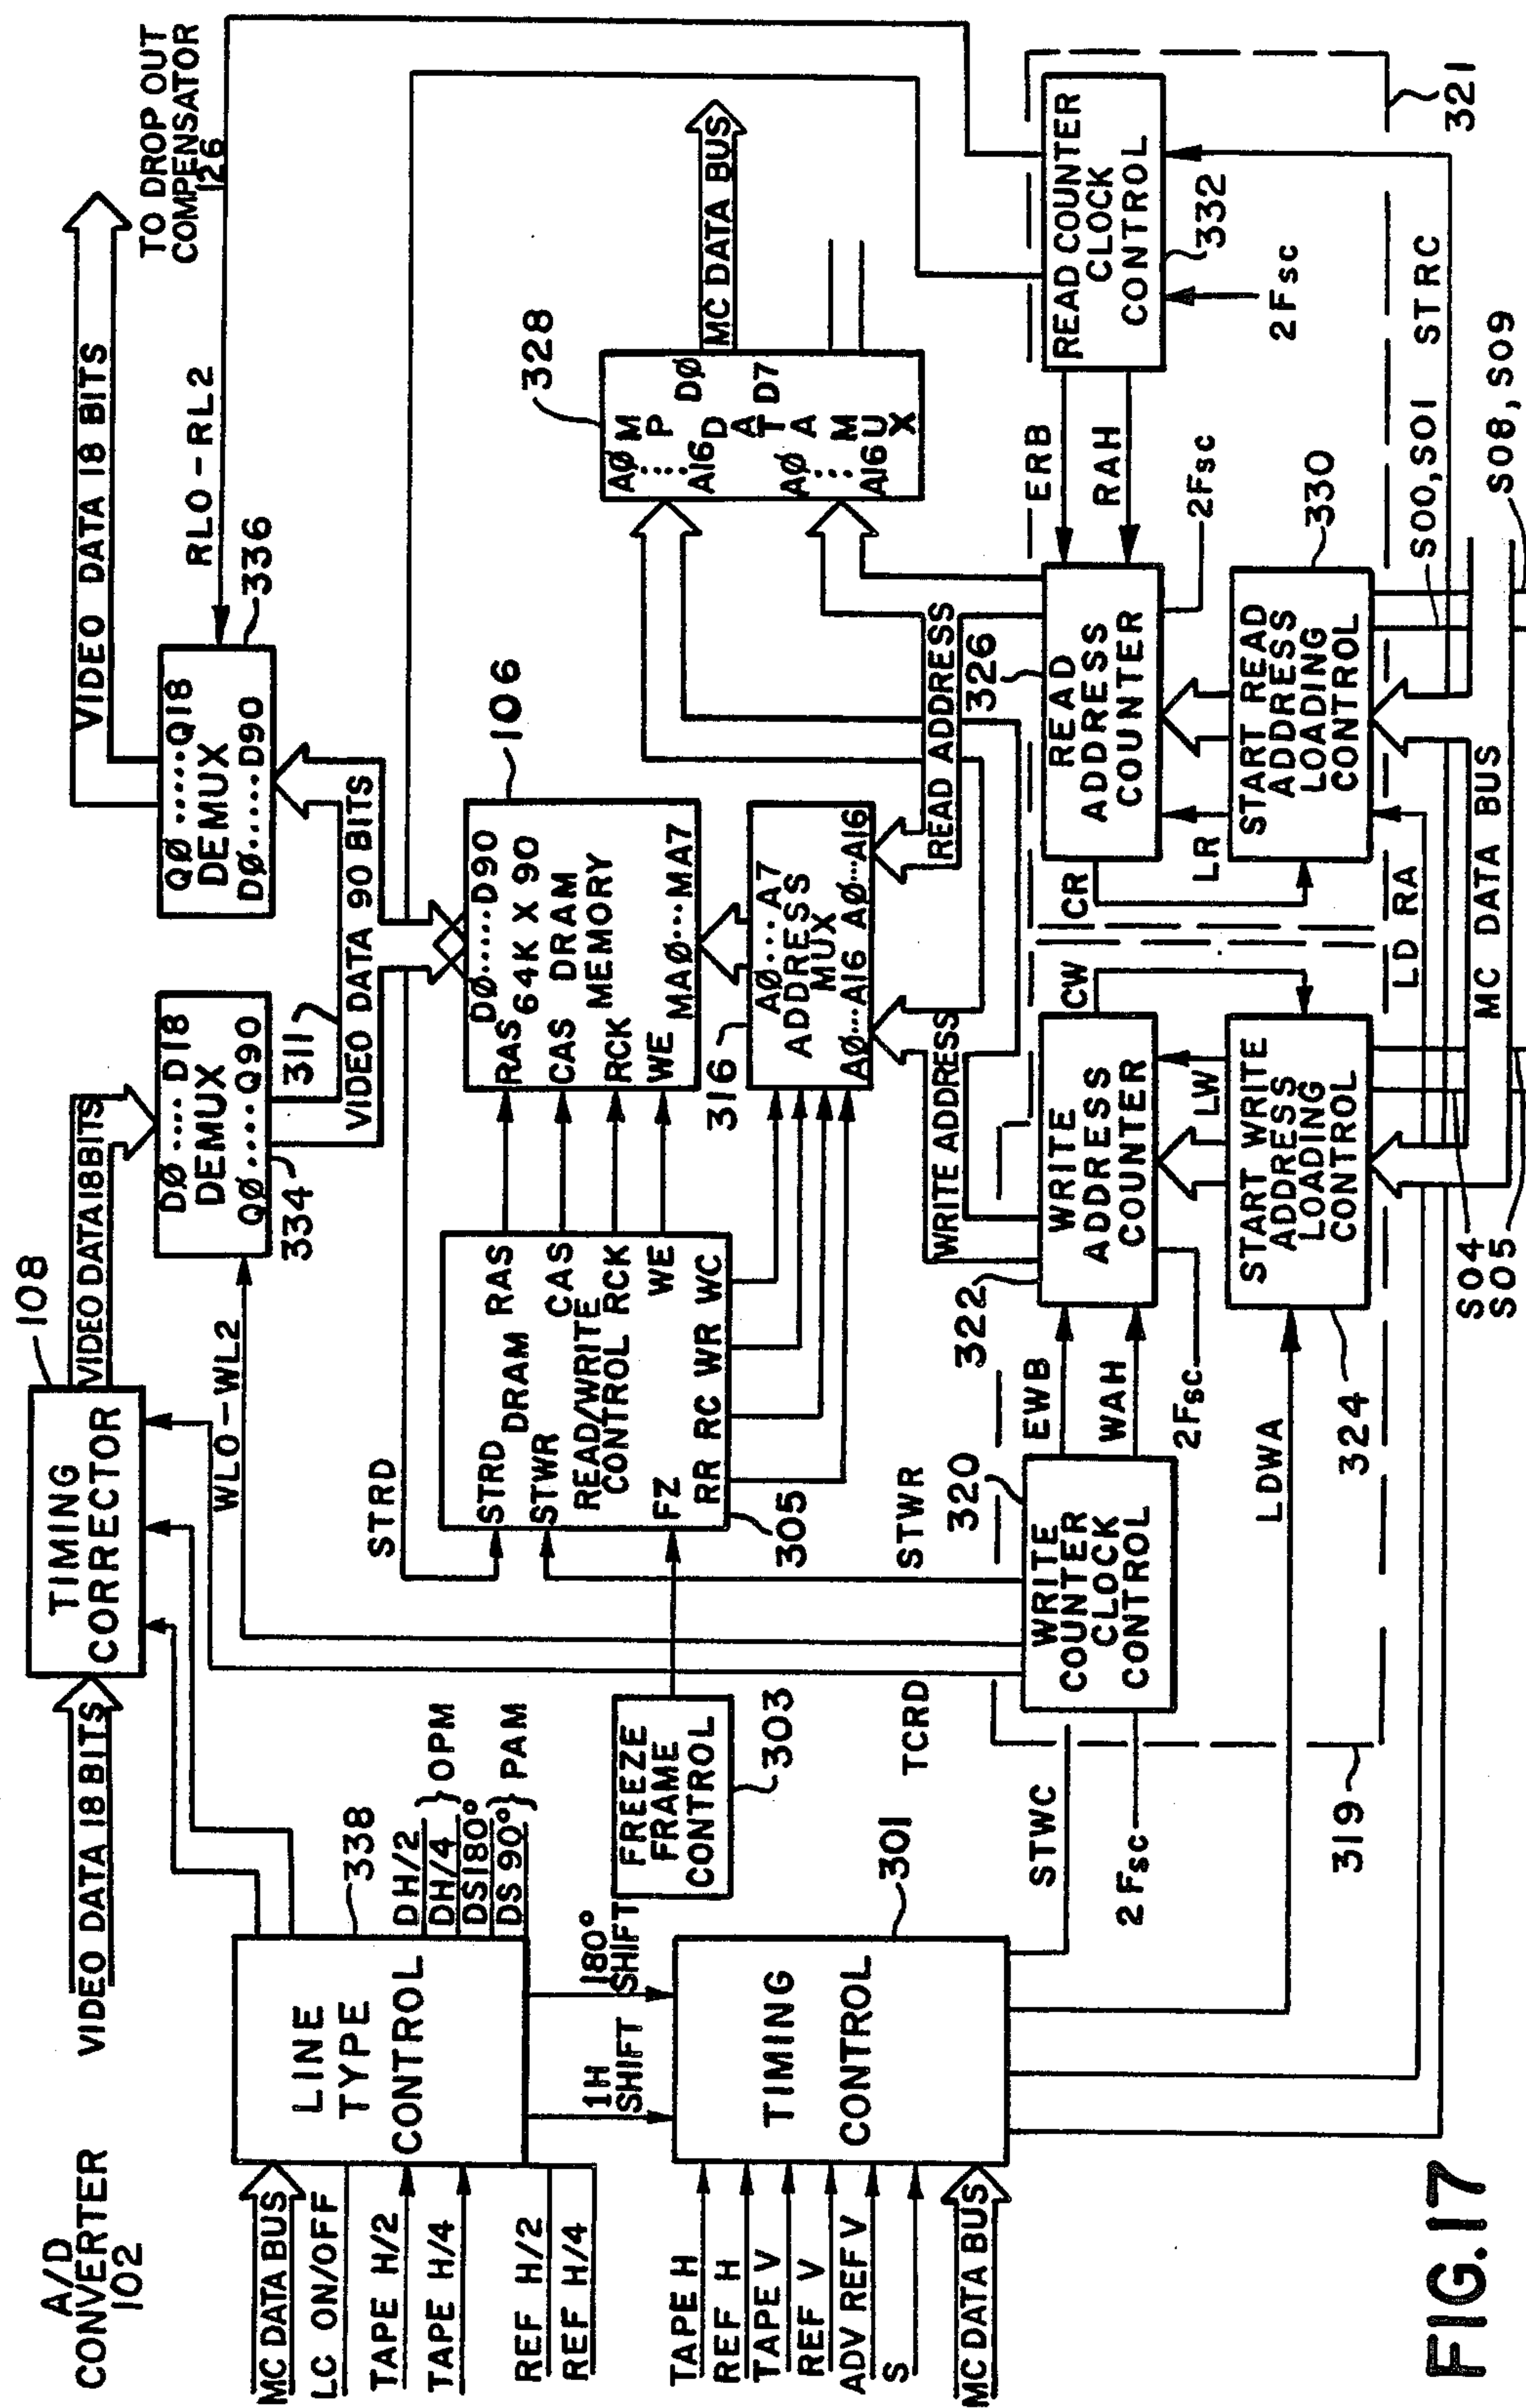 A/D
CONVERTER
102
VIDEO DATA 18 BITS
TIMING
CORRECTOR
108
VIDEO DATA 18 BITS
TO DROP OUT
COMPENSATOR
126
VIDEO DATA 18 BITS
DØ .... D18
DEMUX
QØ ....Q90
334
311
VIDEO DATA 90 BITS
QØ .....Q18
DEMUX
DØ.....D90
336
RLO-RL2
WLO-WL2
MC DATA BUS
LC ON/OFF
TAPE H/2
TAPE H/4
REF H/2
REF H/4
LINE
TYPE
CONTROL
338
DH/2
DH/4
}OPM
DS180°
DS 90°
}PAM
1H
SHIFT
180°
SHIFT
FREEZE
FRAME
CONTROL
303
STRD
STRD
STWR
FZ
DRAM
READ/WRITE
CONTROL
RAS
CAS
RCK
WE
RR RC WR WC
305
DØ.....D90
64K X 90
DRAM
MEMORY
RAS
CAS
RCK
WE
MAØ...MA7
106
316
AØ...A7
ADDRESS
MUX
AØ...A16 AØ...A16
328
AØ
A16
AØ
A16
MP DATA MUX
DØ
D7
MC DATA BUS
TAPE H
REF H
TAPE V
REF V
ADV REF V
S
MC DATA BUS
TIMING
CONTROL
301
STWC
TCRD
STWR
2Fsc
WRITE
COUNTER
CLOCK
CONTROL
320
EWB
WAH
2Fsc
WRITE ADDRESS
WRITE
ADDRESS
COUNTER
322
CW
LW
START WRITE
ADDRESS
LOADING
CONTROL
324
LDWA
319
READ ADDRESS
READ
ADDRESS
COUNTER
326
CR
LR
START READ
ADDRESS
LOADING
CONTROL
330
2Fsc
ERB
RAH
READ COUNTER
CLOCK
CONTROL
332
2Fsc
321
LD RA
MC DATA BUS
S00,S01
STRC
S04
S05
S08,S09
FIG.17